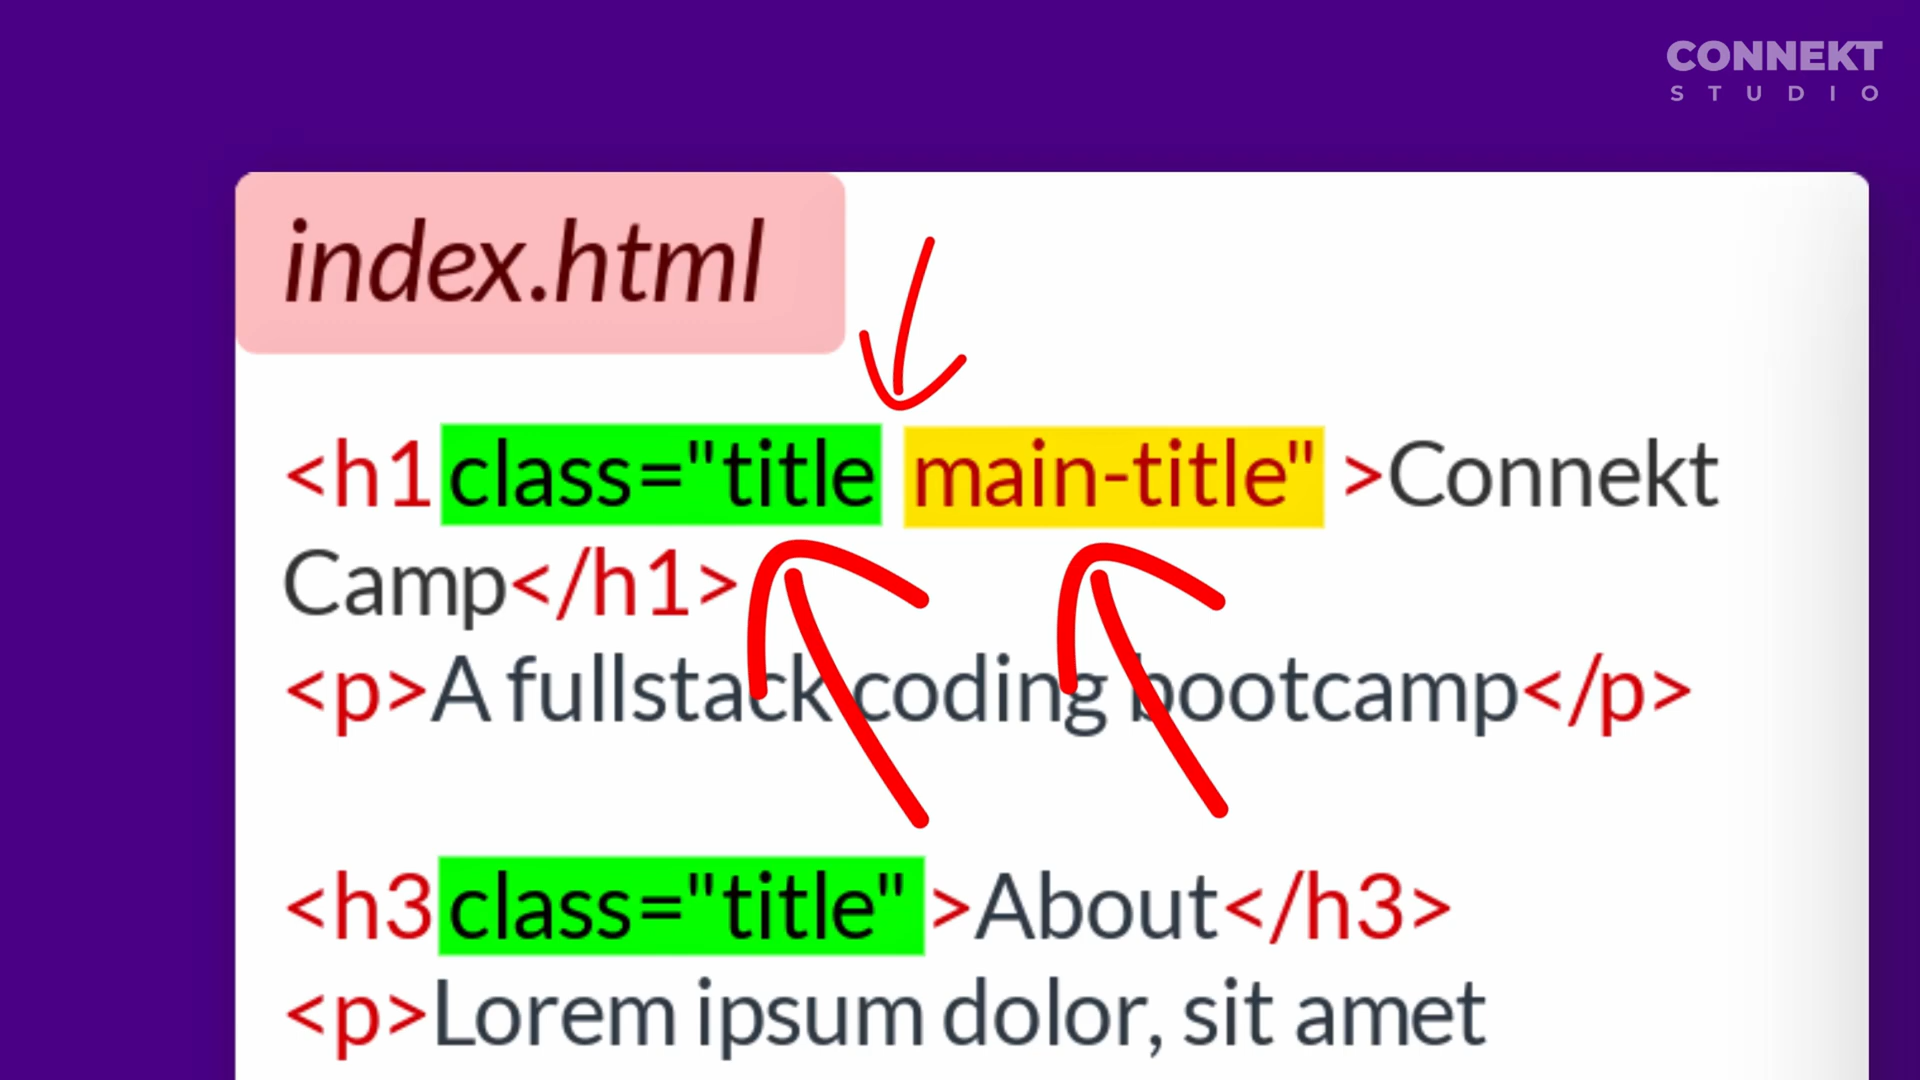 CONNEKT
STUDIO
index.html
<h1 class="title main-title" >Connekt
Camp</h1>
<p>A fullstack coding bootcamp</p>
<h3 class="title" >About</h3>
<p>Lorem ipsum dolor, sit amet